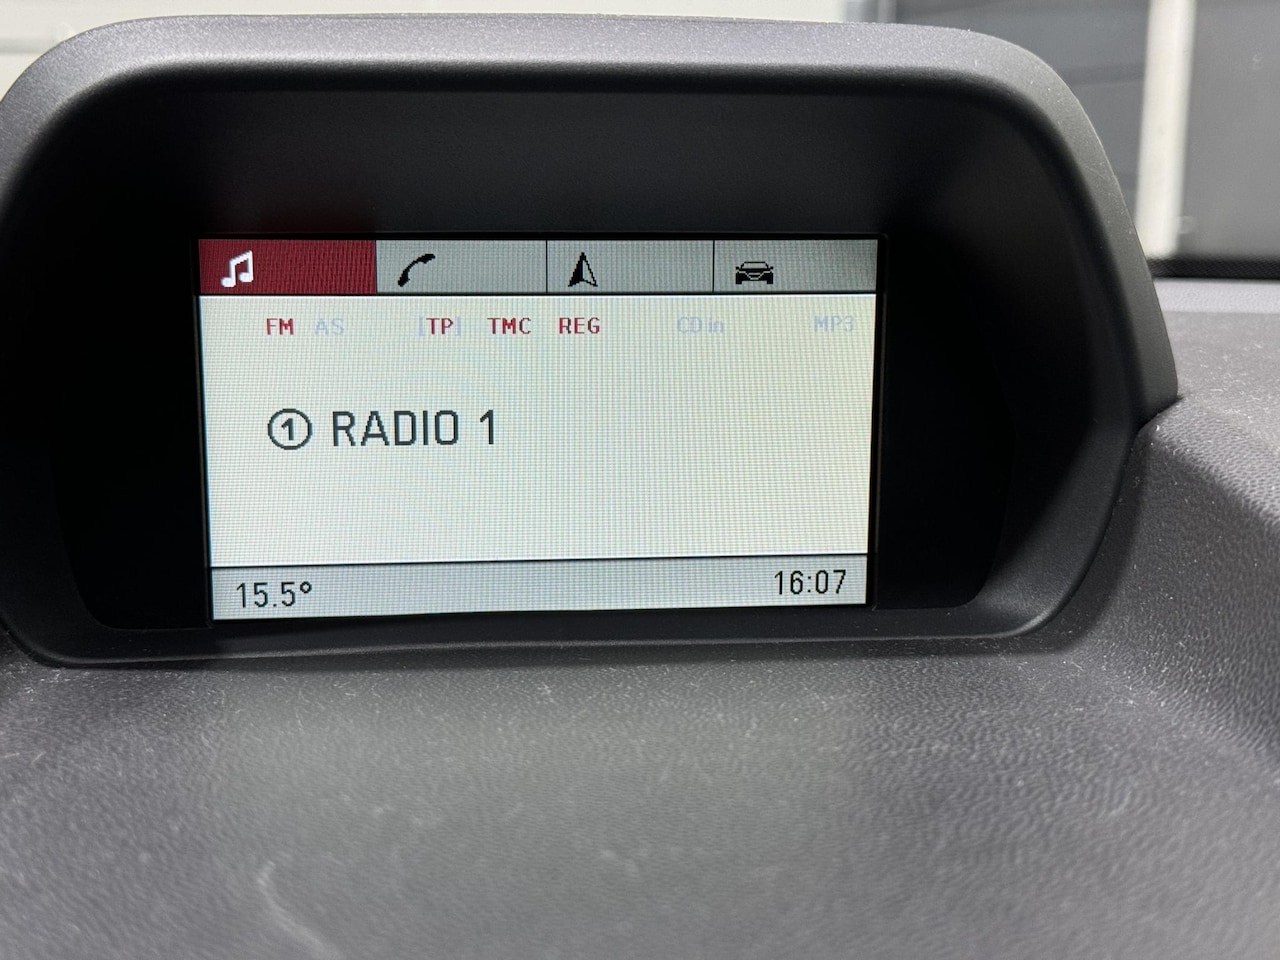 FM AS [TP] TMC REG CD in MP3
① RADIO 1
15.5° 16:07